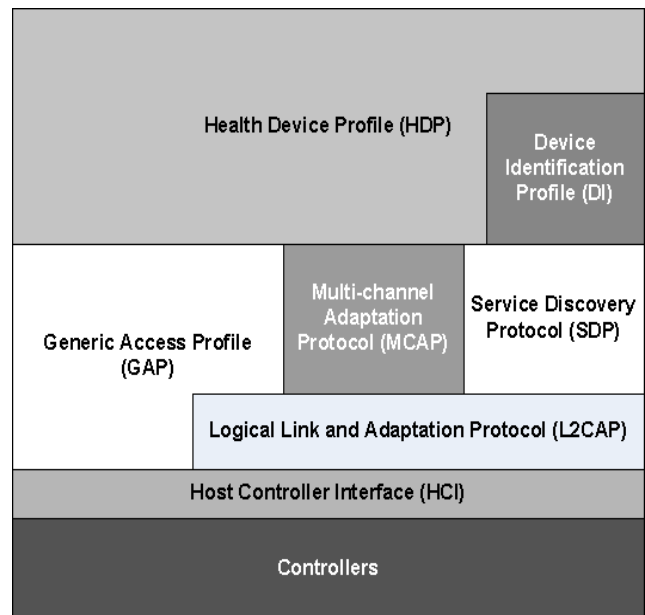 Health Device Profile (HDP)
Device
Identification
Profile (DI)
Multi-channel
Adaptation
Protocol (MCAP)
Service Discovery
Protocol (SDP)
Generic Access Profile
(GAP)
Logical Link and Adaptation Protocol (L2CAP)
Host Controller Interface (HCI)
Controllers